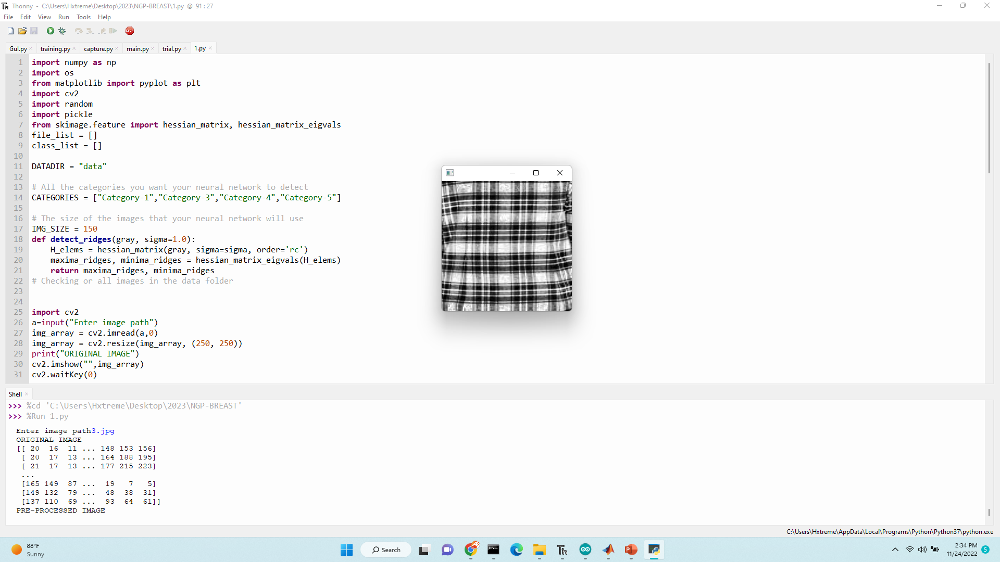 Thonny - C:\Users\Hxtreme\Desktop\2023\NGP-BREAST\1.py @ 91:27
File Edit View Run Tools Help
STOP
Gul.py × training.py × capture.py × main.py × trial.py × 1.py ×
1 import numpy as np
2 import os
3 from matplotlib import pyplot as plt
4 import cv2
5 import random
6 import pickle
7 from skimage.feature import hessian_matrix, hessian_matrix_eigvals
8 file_list = []
9 class_list = []
10
11 DATADIR = "data"
12
13 # All the categories you want your neural network to detect
14 CATEGORIES = ["Category-1","Category-3","Category-4","Category-5"]
15
16 # The size of the images that your neural network will use
17 IMG_SIZE = 150
18 def detect_ridges(gray, sigma=1.0):
19     H_elems = hessian_matrix(gray, sigma=sigma, order='rc')
20     maxima_ridges, minima_ridges = hessian_matrix_eigvals(H_elems)
21     return maxima_ridges, minima_ridges
22 # Checking or all images in the data folder
23
24
25 import cv2
26 a=input("Enter image path")
27 img_array = cv2.imread(a,0)
28 img_array = cv2.resize(img_array, (250, 250))
29 print("ORIGINAL IMAGE")
30 cv2.imshow("",img_array)
31 cv2.waitKey(0)
Shell ×
>>> %cd 'C:\Users\Hxtreme\Desktop\2023\NGP-BREAST'
>>> %Run 1.py
Enter image path3.jpg
ORIGINAL IMAGE
[[ 20 16 11 ... 148 153 156]
[ 20 17 13 ... 164 188 195]
[ 21 17 13 ... 177 215 223]
...
[165 149 87 ... 19 7 5]
[149 132 79 ... 48 38 31]
[137 110 69 ... 93 64 61]]
PRE-PROCESSED IMAGE
C:\Users\Hxtreme\AppData\Local\Programs\Python\Python37\python.exe
88°F
Sunny
Search
2:34 PM
11/24/2022
5